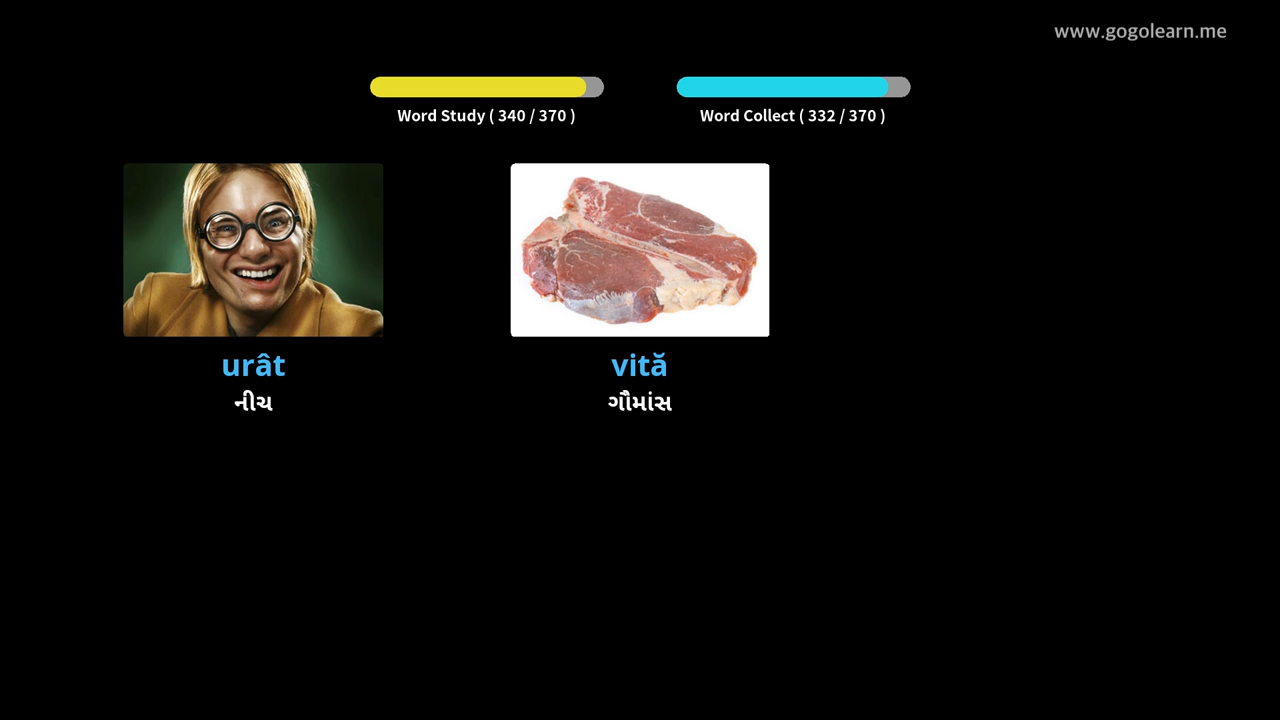 www.gogolearn.me
Word Study ( 340 / 370 )
Word Collect ( 332 / 370 )
urât
vită
નીચ
ગૌમાંસ